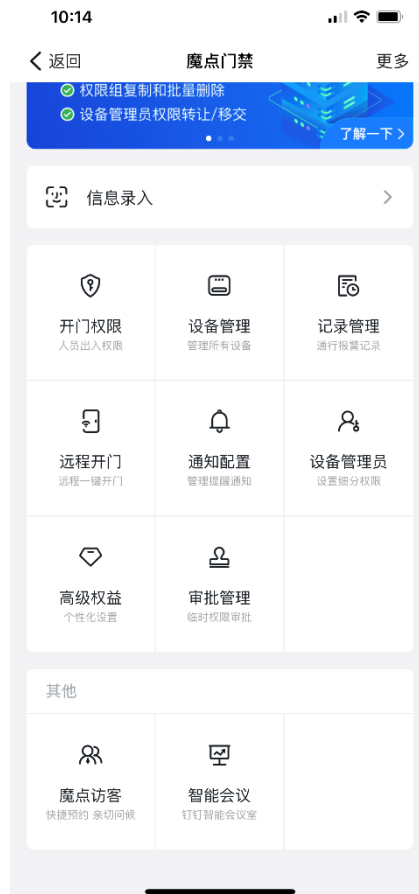 10:14
返回
魔点门禁
更多
权限组复制和批量删除
设备管理员权限转让/移交
了解一下>
信息录入
开门权限
设备管理
记录管理
人员出入权限
管理所有设备
通行报警记录
远程开门
通知配置
设备管理员
远程一键开门
管理提醒通知
设置细分权限
高级权益
审批管理
个性化设置
临时权限审批
其他
魔点访客
智能会议
快捷预约 亲切问候
钉钉智能会议室